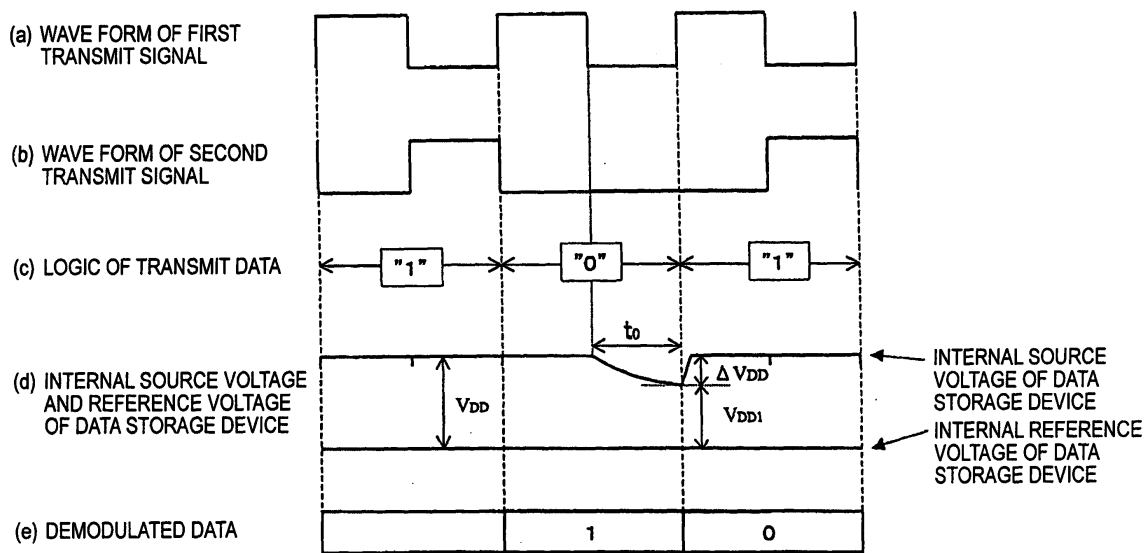 (a) WAVE FORM OF FIRST
TRANSMIT SIGNAL
(b) WAVE FORM OF SECOND
TRANSMIT SIGNAL
(c) LOGIC OF TRANSMIT DATA
"1"
"0"
"1"
t0
(d) INTERNAL SOURCE VOLTAGE
AND REFERENCE VOLTAGE
OF DATA STORAGE DEVICE
VDD
Δ VDD
VDD1
INTERNAL SOURCE
VOLTAGE OF DATA
STORAGE DEVICE
INTERNAL REFERENCE
VOLTAGE OF DATA
STORAGE DEVICE
(e) DEMODULATED DATA
1
0